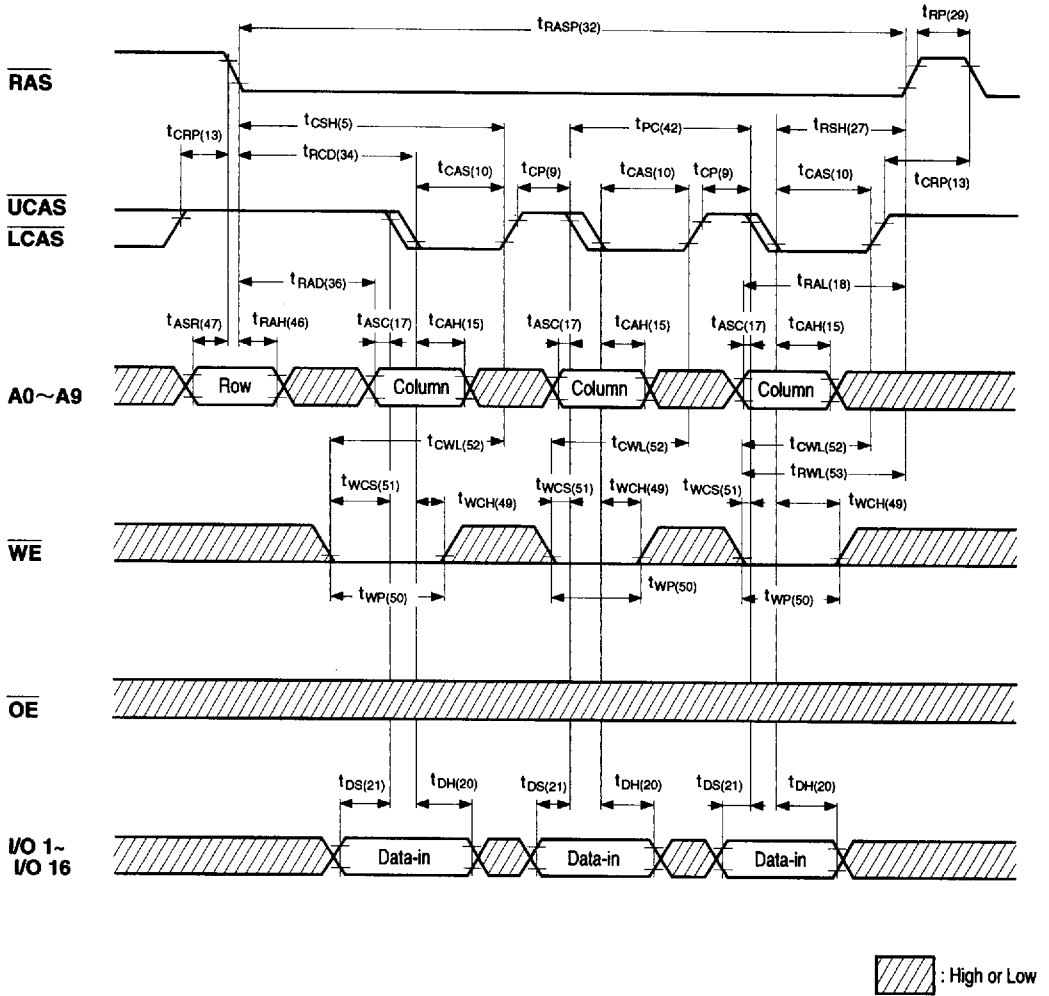 tRASP(32)
tRP(29)
RAS
tCRP(13)
tCSH(5)
tPC(42)
tRSH(27)
tRCD(34)
tCAS(10)
tCP(9)
tCAS(10)
tCP(9)
tCAS(10)
tCRP(13)
UCAS
LCAS
tRAD(36)
tRAL(18)
tASR(47)
tRAH(46)
tASC(17)
tCAH(15)
tASC(17)
tCAH(15)
tASC(17)
tCAH(15)
A0~A9
Row
Column
Column
Column
tCWL(52)
tCWL(52)
tCWL(52)
tRWL(53)
tWCS(51)
tWCH(49)
tWCS(51)
tWCH(49)
tWCS(51)
tWCH(49)
WE
tWP(50)
tWP(50)
tWP(50)
OE
tDS(21)
tDH(20)
tDS(21)
tDH(20)
tDS(21)
tDH(20)
I/O 1~
I/O 16
Data-in
Data-in
Data-in
: High or Low